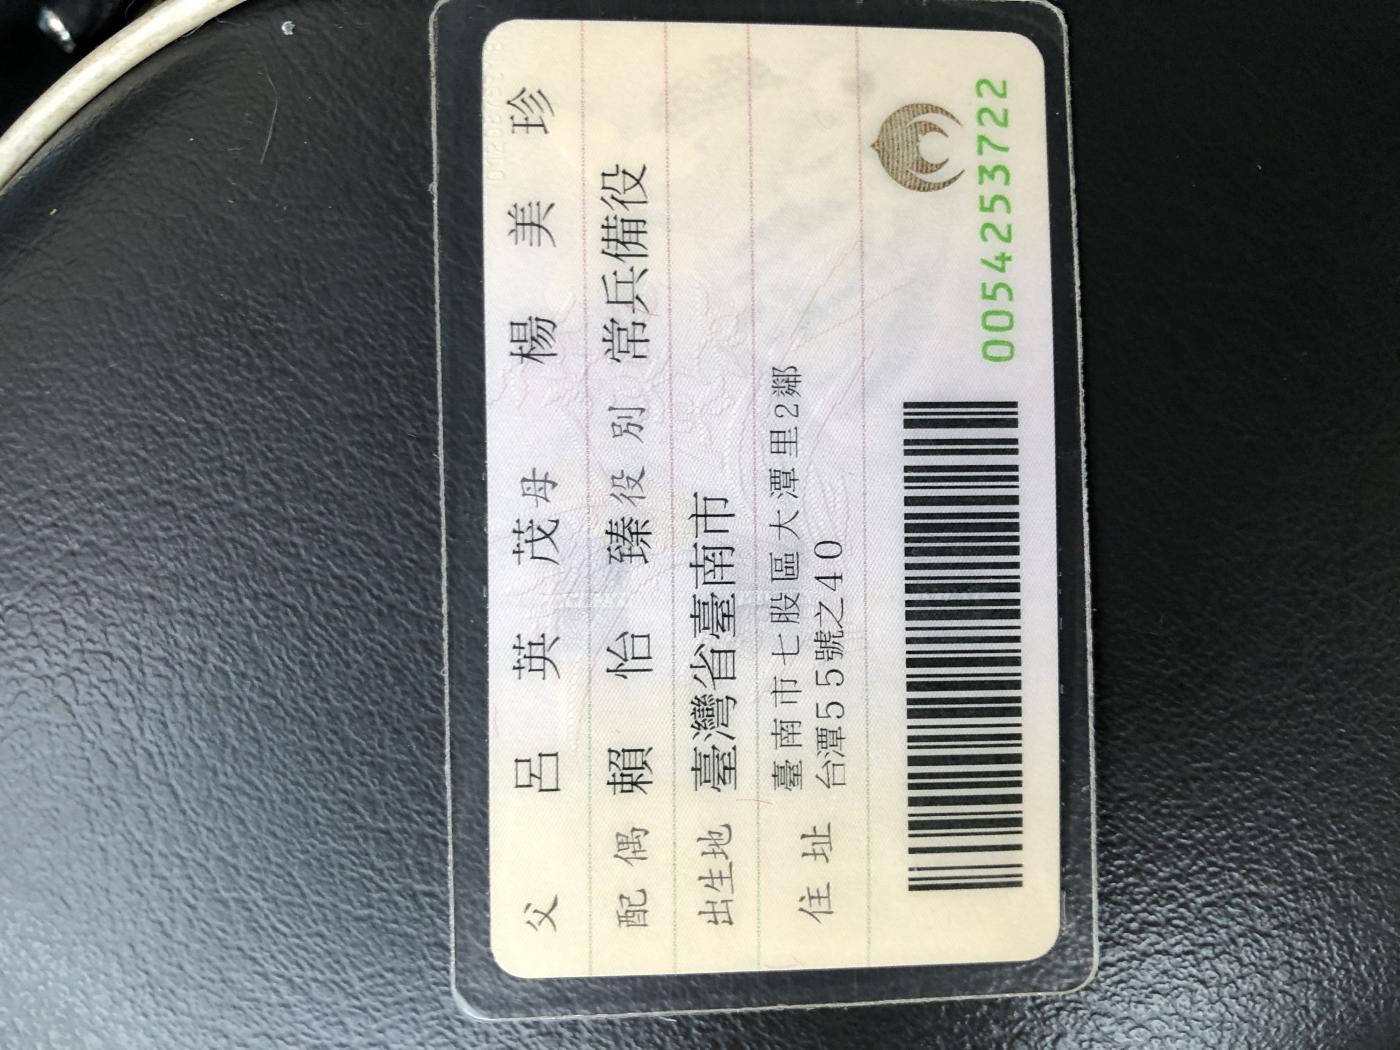 父 呂 英 茂 母 楊 美 珍
配偶 賴 怡 臻 役別 常兵備役
出生地 臺灣省臺南市
住址 臺南市七股區大潭里2鄰
台潭55號之40
0054253722